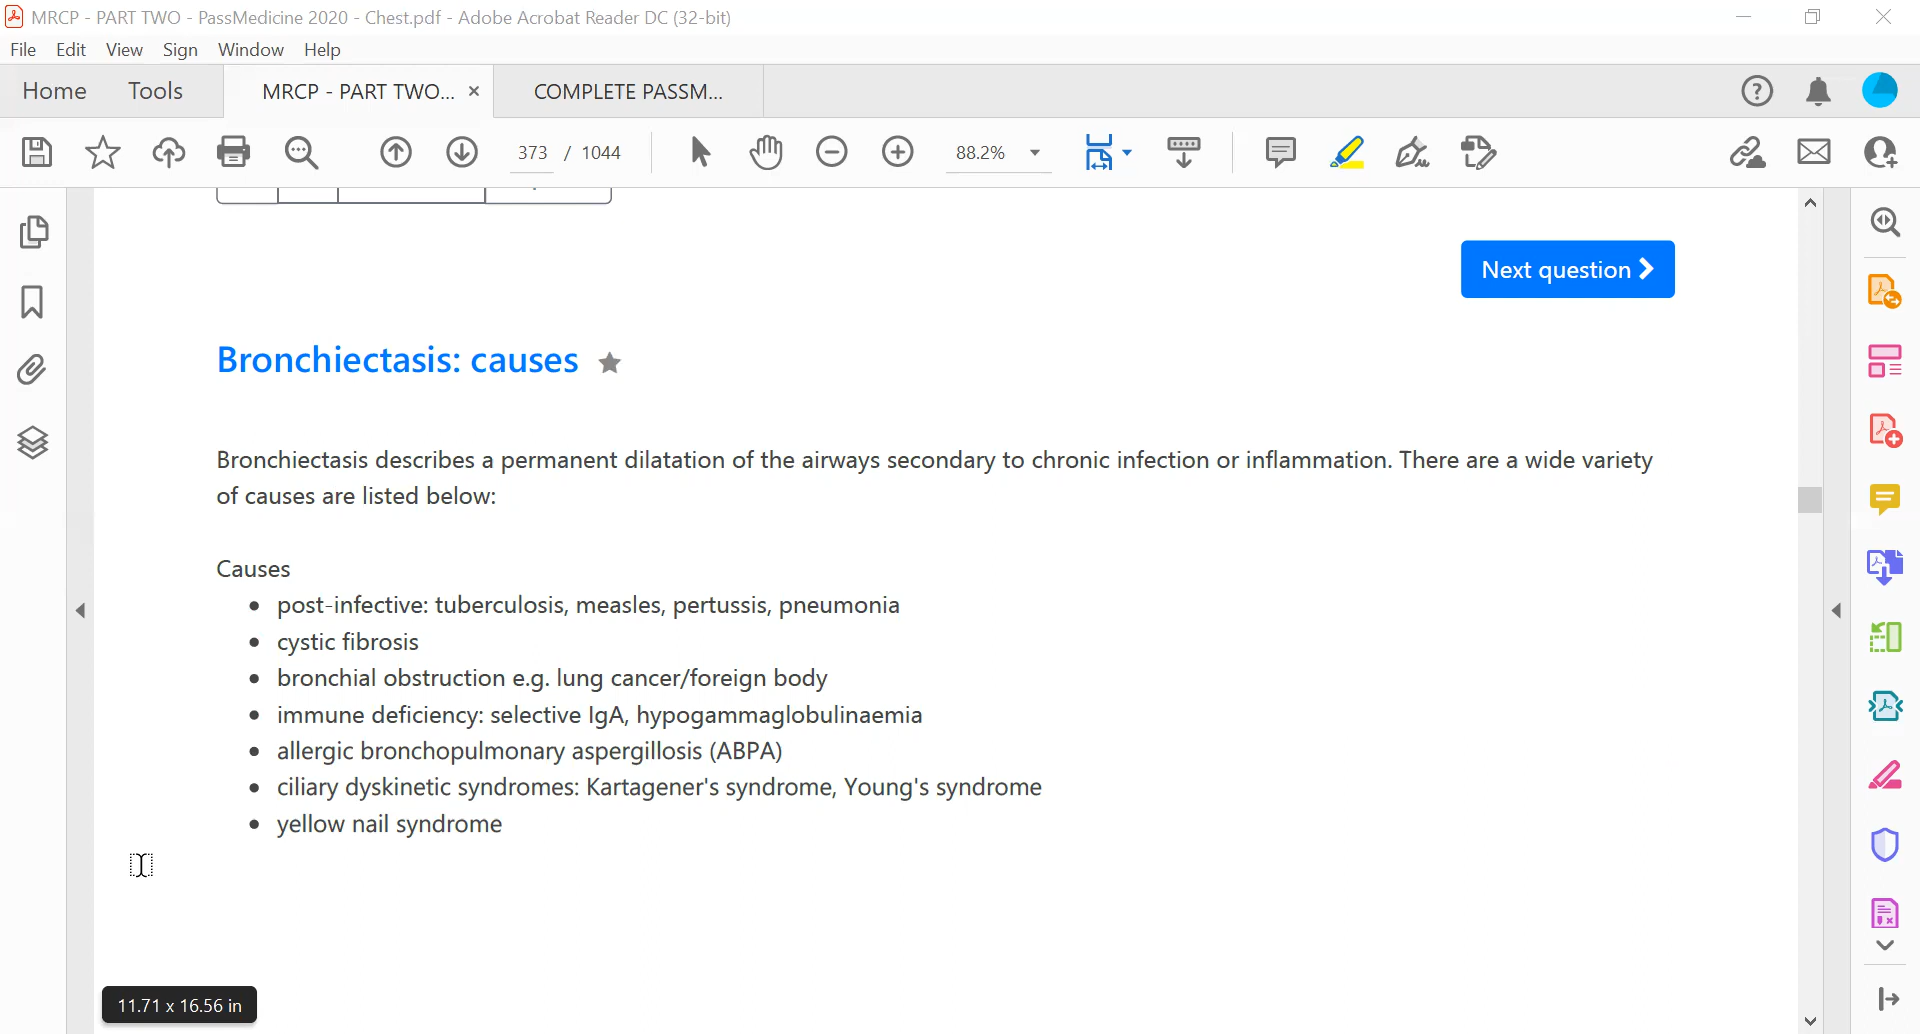 MRCP - PART TWO - PassMedicine 2020 - Chest.pdf - Adobe Acrobat Reader DC (32-bit)
File Edit View Sign Window Help
Home Tools MRCP - PART TWO... × COMPLETE PASSM...
373 / 1044 88.2%
Next question
Bronchiectasis: causes
Bronchiectasis describes a permanent dilatation of the airways secondary to chronic infection or inflammation. There are a wide variety
of causes are listed below:
Causes
• post-infective: tuberculosis, measles, pertussis, pneumonia
• cystic fibrosis
• bronchial obstruction e.g. lung cancer/foreign body
• immune deficiency: selective IgA, hypogammaglobulinaemia
• allergic bronchopulmonary aspergillosis (ABPA)
• ciliary dyskinetic syndromes: Kartagener's syndrome, Young's syndrome
• yellow nail syndrome
11.71 x 16.56 in